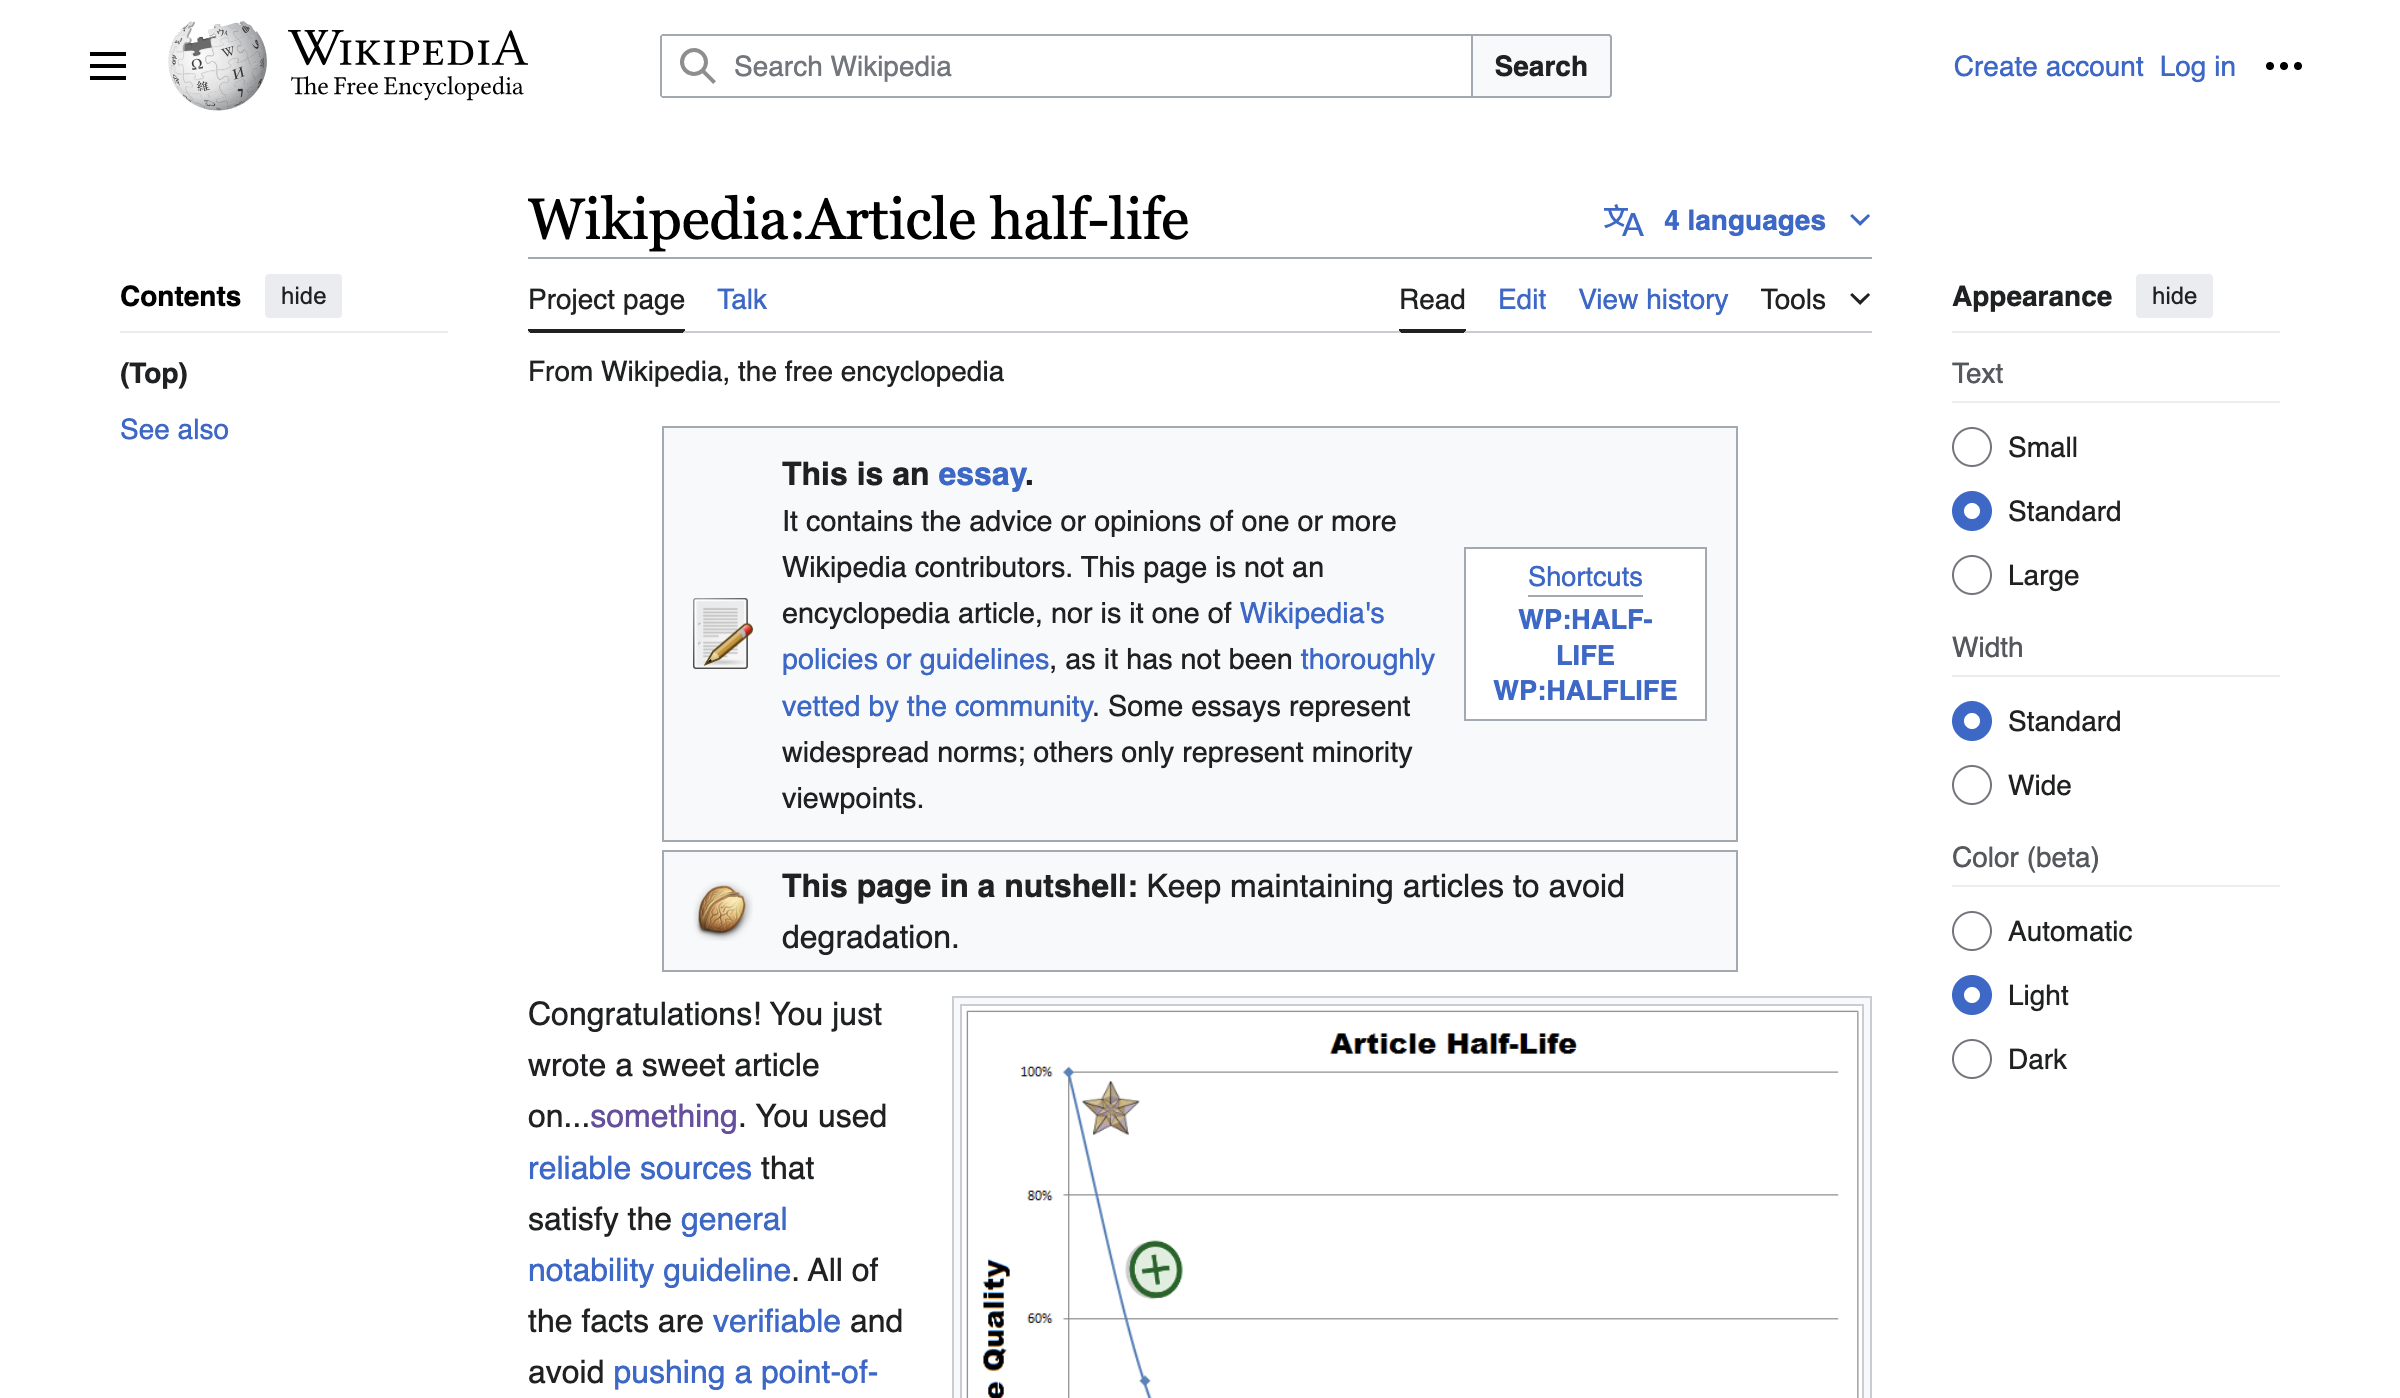 WIKIPEDIA
The Free Encyclopedia
Search Wikipedia
Search
Create account Log in
Wikipedia:Article half-life
4 languages
Contents hide
(Top)
See also
Project page Talk
Read Edit View history Tools
From Wikipedia, the free encyclopedia
This is an essay.
It contains the advice or opinions of one or more
Wikipedia contributors. This page is not an
encyclopedia article, nor is it one of Wikipedia's
policies or guidelines, as it has not been thoroughly
vetted by the community. Some essays represent
widespread norms; others only represent minority
viewpoints.
Shortcuts
WP:HALF-
LIFE
WP:HALFLIFE
This page in a nutshell: Keep maintaining articles to avoid
degradation.
Congratulations! You just
wrote a sweet article
on...something. You used
reliable sources that
satisfy the general
notability guideline. All of
the facts are verifiable and
avoid pushing a point-of-
Article Half-Life
100%
80%
60%
e Quality
Appearance hide
Text
Small
Standard
Large
Width
Standard
Wide
Color (beta)
Automatic
Light
Dark